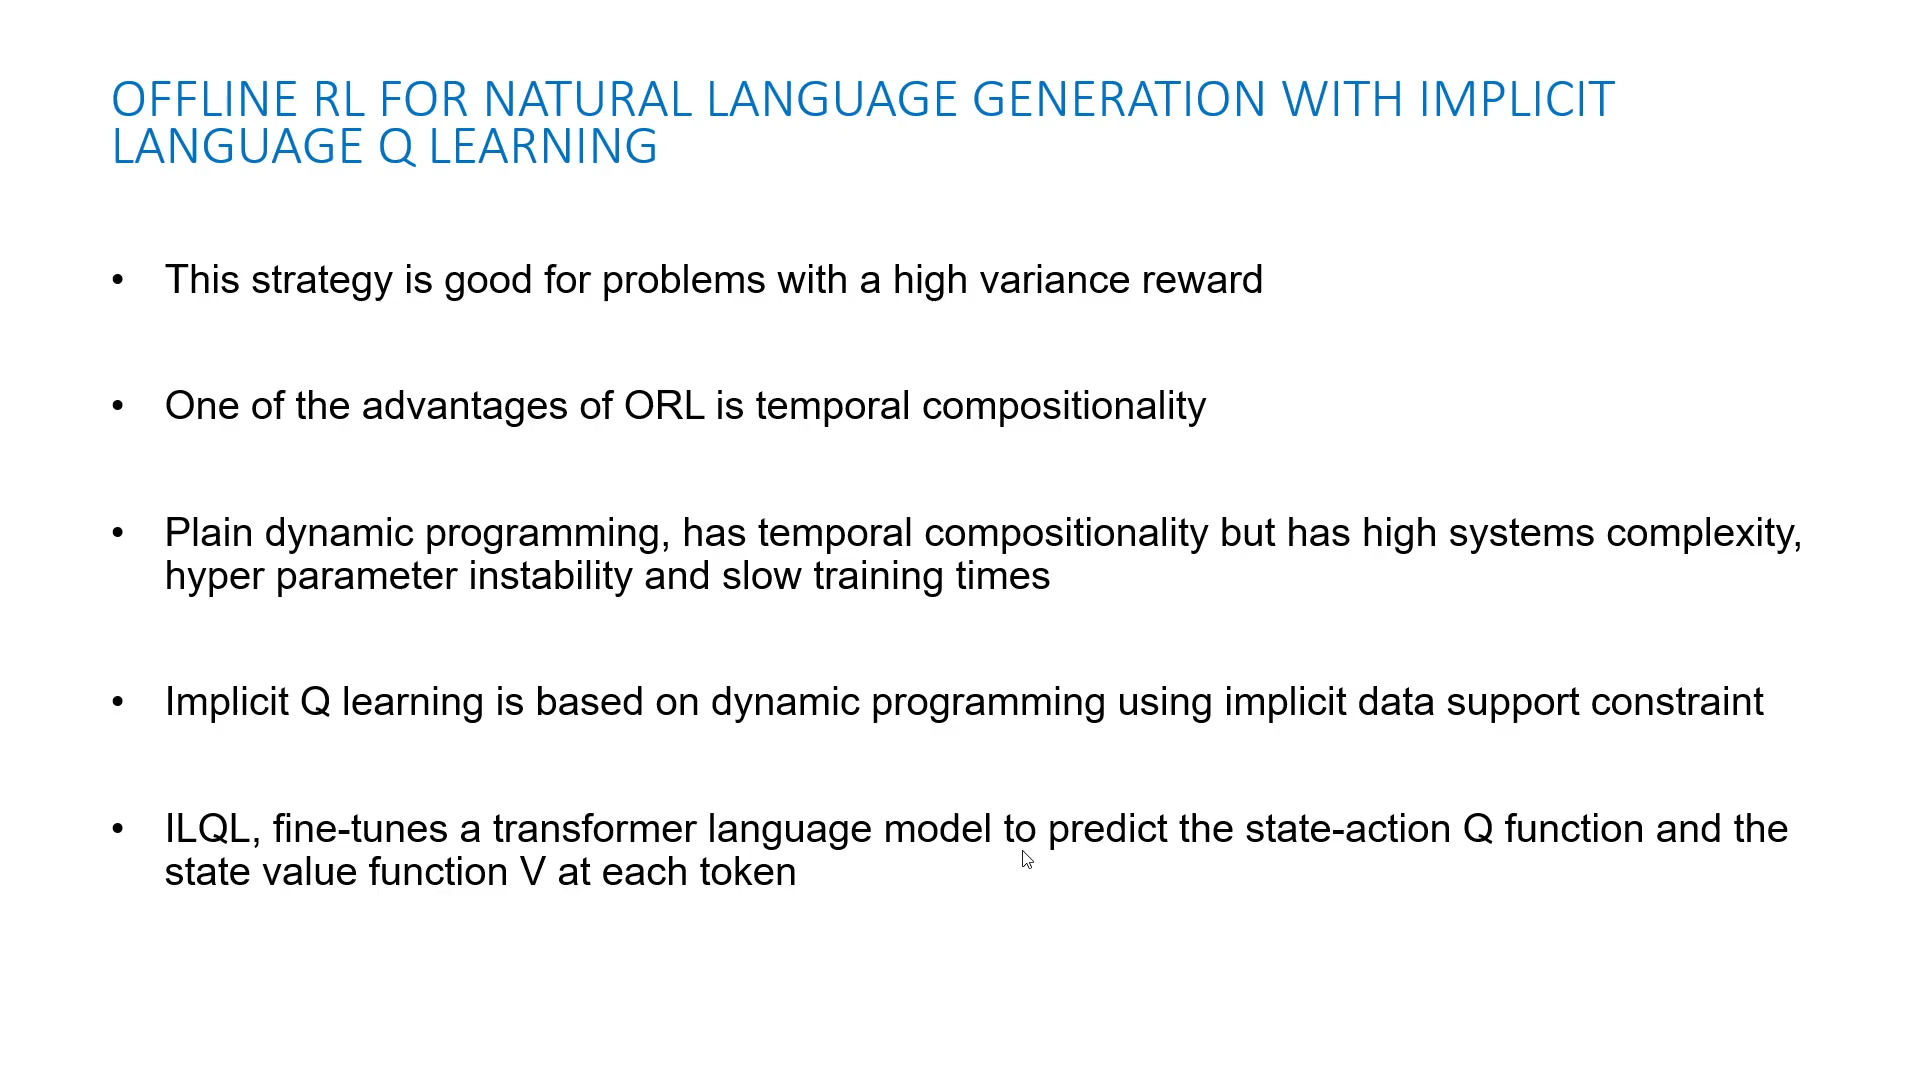 OFFLINE RL FOR NATURAL LANGUAGE GENERATION WITH IMPLICIT
LANGUAGE Q LEARNING
• This strategy is good for problems with a high variance reward
• One of the advantages of ORL is temporal compositionality
• Plain dynamic programming, has temporal compositionality but has high systems complexity,
hyper parameter instability and slow training times
• Implicit Q learning is based on dynamic programming using implicit data support constraint
• ILQL, fine-tunes a transformer language model to predict the state-action Q function and the
state value function V at each token